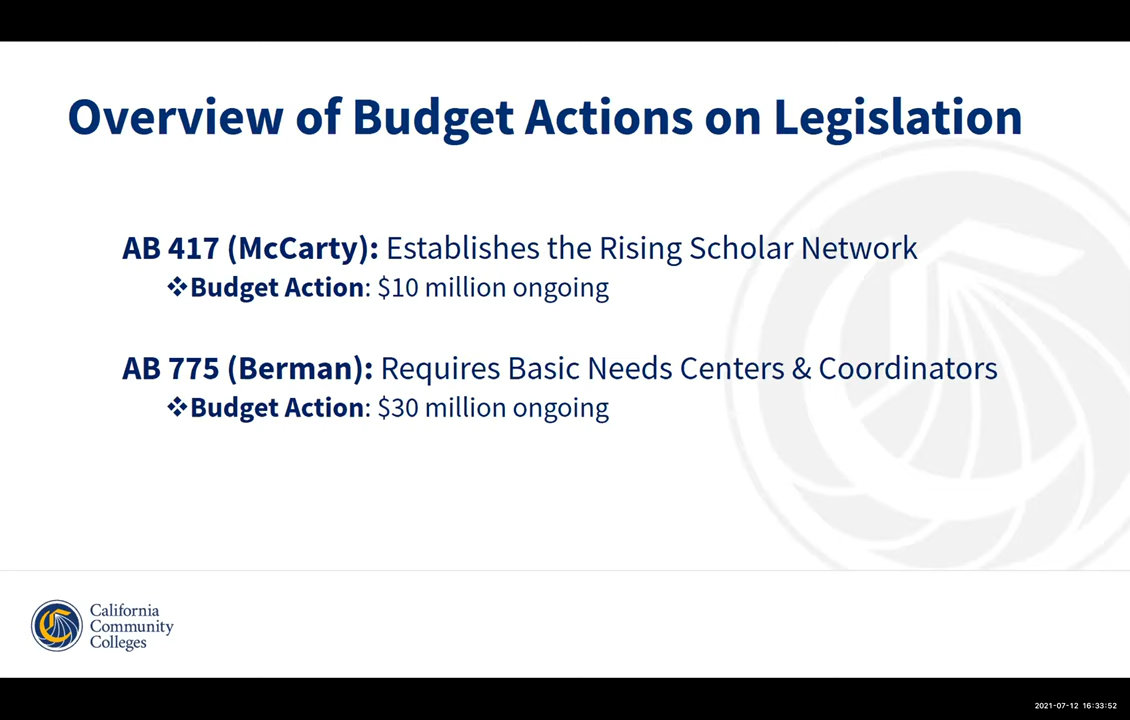 Overview of Budget Actions on Legislation
AB 417 (McCarty): Establishes the Rising Scholar Network
❖Budget Action: $10 million ongoing
AB 775 (Berman): Requires Basic Needs Centers & Coordinators
❖Budget Action: $30 million ongoing
California
Community
Colleges
2021-07-12 16:33:52